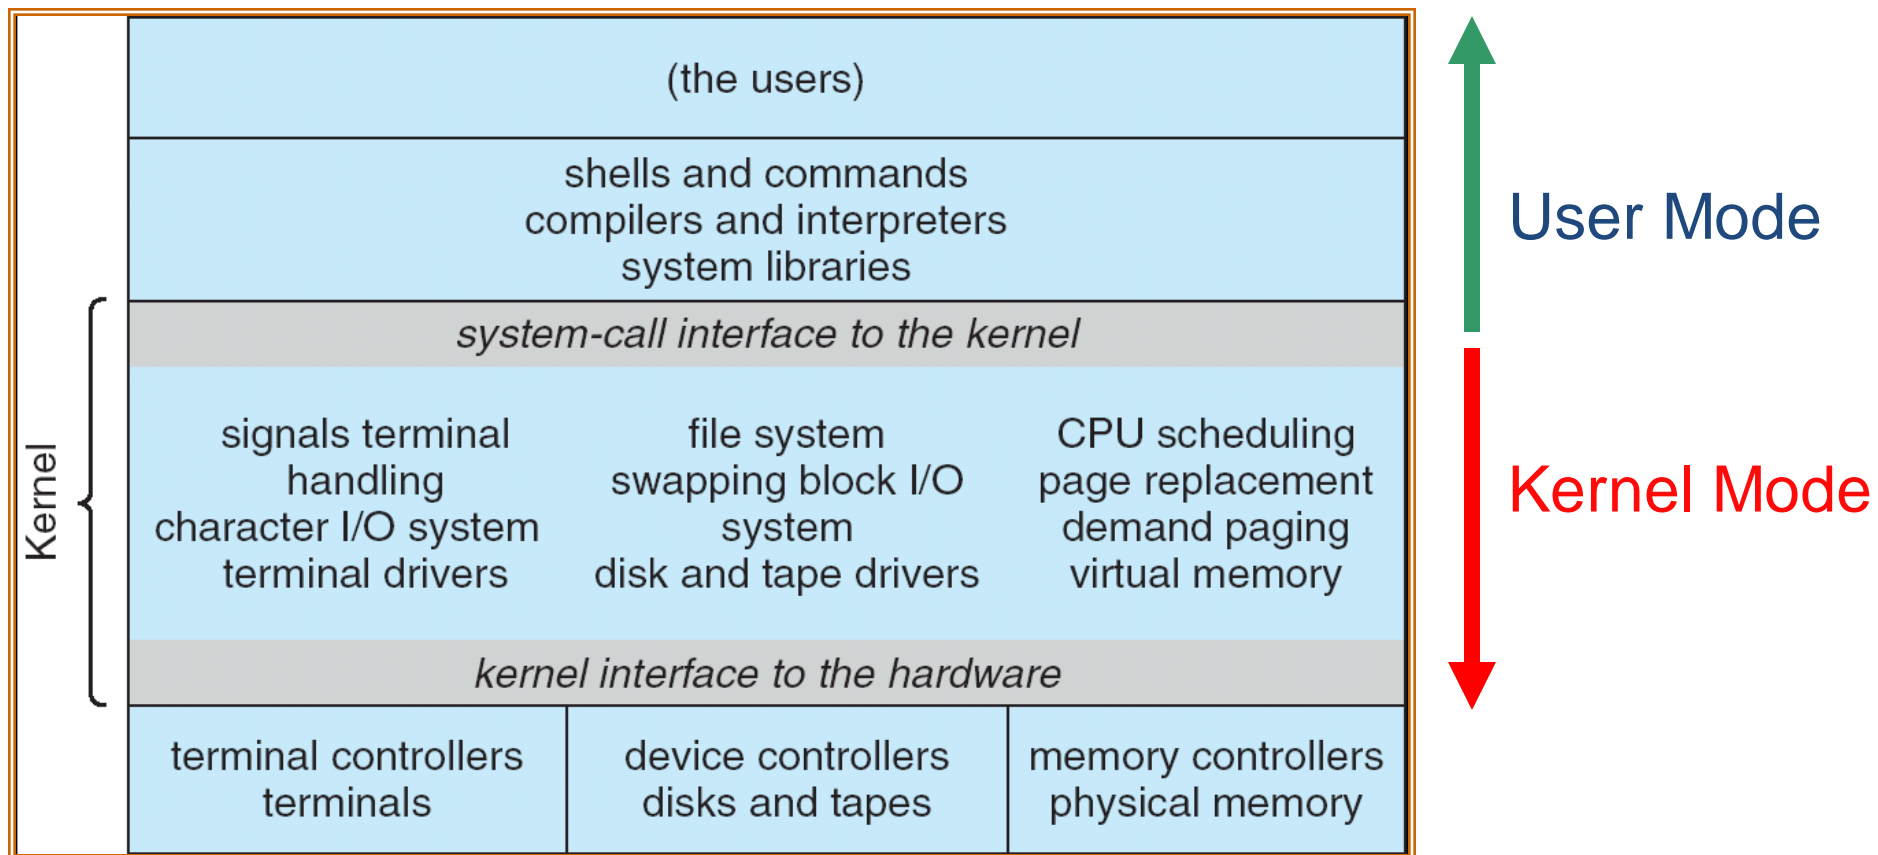 (the users)
shells and commands
compilers and interpreters
system libraries
User Mode
Kernel
system-call interface to the kernel
signals terminal
handling
character I/O system
terminal drivers
file system
swapping block I/O
system
disk and tape drivers
CPU scheduling
page replacement
demand paging
virtual memory
Kernel Mode
kernel interface to the hardware
terminal controllers
terminals
device controllers
disks and tapes
memory controllers
physical memory